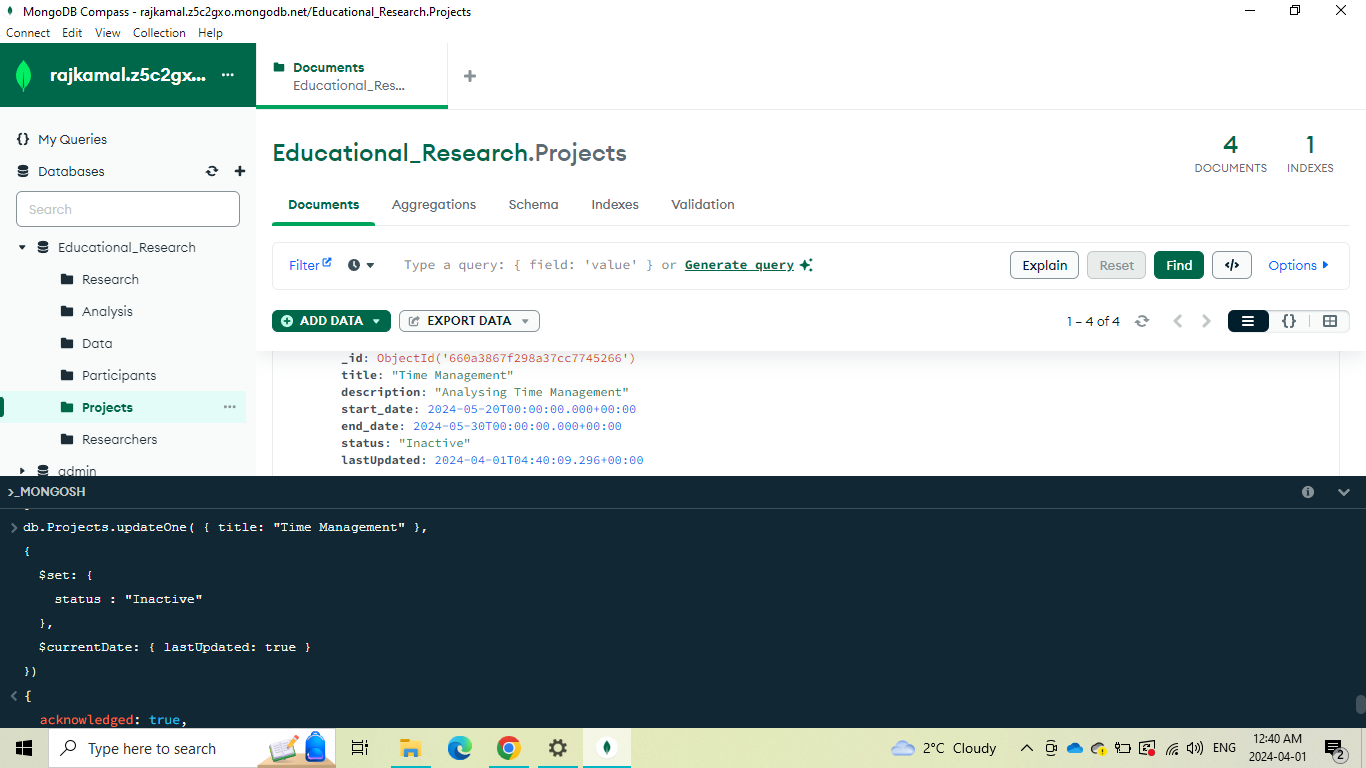 MongoDB Compass - rajkamal.z5c2gxo.mongodb.net/Educational_Research.Projects
Connect Edit View Collection Help
rajkamal.z5c2gx... ...
Documents
Educational_Res...
+
{} My Queries
Databases
Search
Educational_Research
Research
Analysis
Data
Participants
Projects ...
Researchers
admin
Educational_Research.Projects
4
DOCUMENTS
1
INDEXES
Documents Aggregations Schema Indexes Validation
Filter Type a query: { field: 'value' } or Generate query Explain Reset Find </> Options
ADD DATA EXPORT DATA 1 – 4 of 4 {}
_id: ObjectId('660a3867f298a37cc7745266')
title: "Time Management"
description: "Analysing Time Management"
start_date: 2024-05-20T00:00:00.000+00:00
end_date: 2024-05-30T00:00:00.000+00:00
status: "Inactive"
lastUpdated: 2024-04-01T04:40:09.296+00:00
>_MONGOSH
> db.Projects.updateOne( { title: "Time Management" },
{
$set: {
status : "Inactive"
},
$currentDate: { lastUpdated: true }
})
< {
acknowledged: true,
Type here to search
2°C Cloudy
ENG
12:40 AM
2024-04-01
2